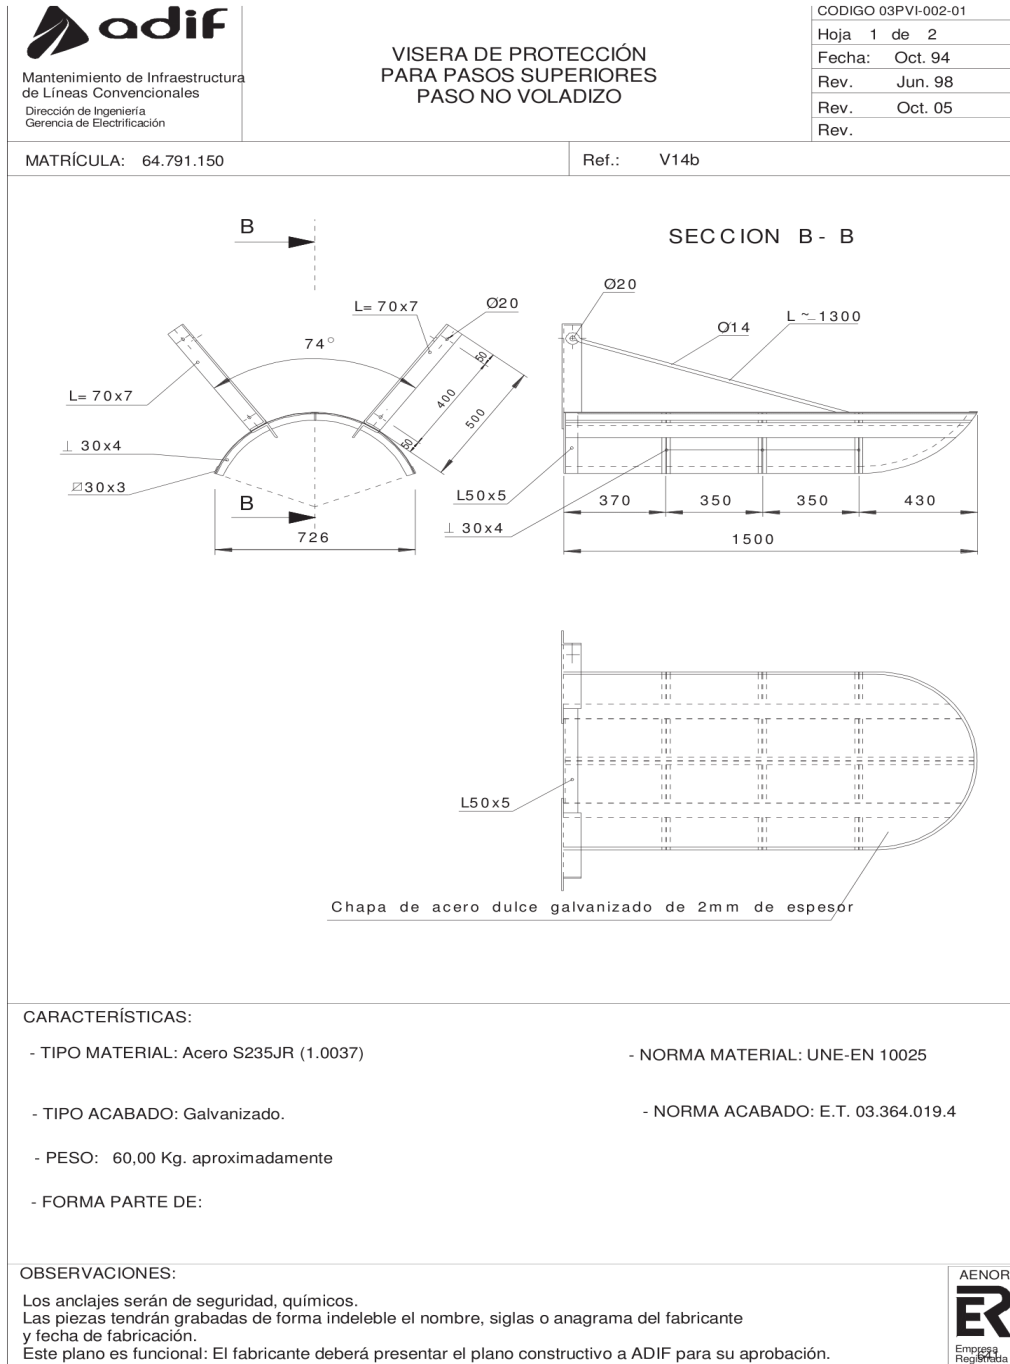 adif
Mantenimiento de Infraestructura
de Líneas Convencionales
Dirección de Ingeniería
Gerencia de Electrificación
VISERA DE PROTECCIÓN
PARA PASOS SUPERIORES
PASO NO VOLADIZO
CODIGO 03PVI-002-01
Hoja 1 de 2
Fecha: Oct. 94
Rev. Jun. 98
Rev. Oct. 05
Rev.
MATRÍCULA: 64.791.150
Ref.: V14b
B
SECCION B - B
L= 70x7
Ø20
74°
L= 70x7
50
400
500
50
⊥ 30x4
⌀30x3
B
726
Ø20
Ø14
L ~ 1300
L50x5
⊥ 30x4
370
350
350
430
1500
L50x5
Chapa de acero dulce galvanizado de 2mm de espesor
CARACTERÍSTICAS:
- TIPO MATERIAL: Acero S235JR (1.0037)
- NORMA MATERIAL: UNE-EN 10025
- TIPO ACABADO: Galvanizado.
- NORMA ACABADO: E.T. 03.364.019.4
- PESO: 60,00 Kg. aproximadamente
- FORMA PARTE DE:
OBSERVACIONES:
Los anclajes serán de seguridad, químicos.
Las piezas tendrán grabadas de forma indeleble el nombre, siglas o anagrama del fabricante
y fecha de fabricación.
Este plano es funcional: El fabricante deberá presentar el plano constructivo a ADIF para su aprobación.
AENOR
ER
Empresa
Registrada